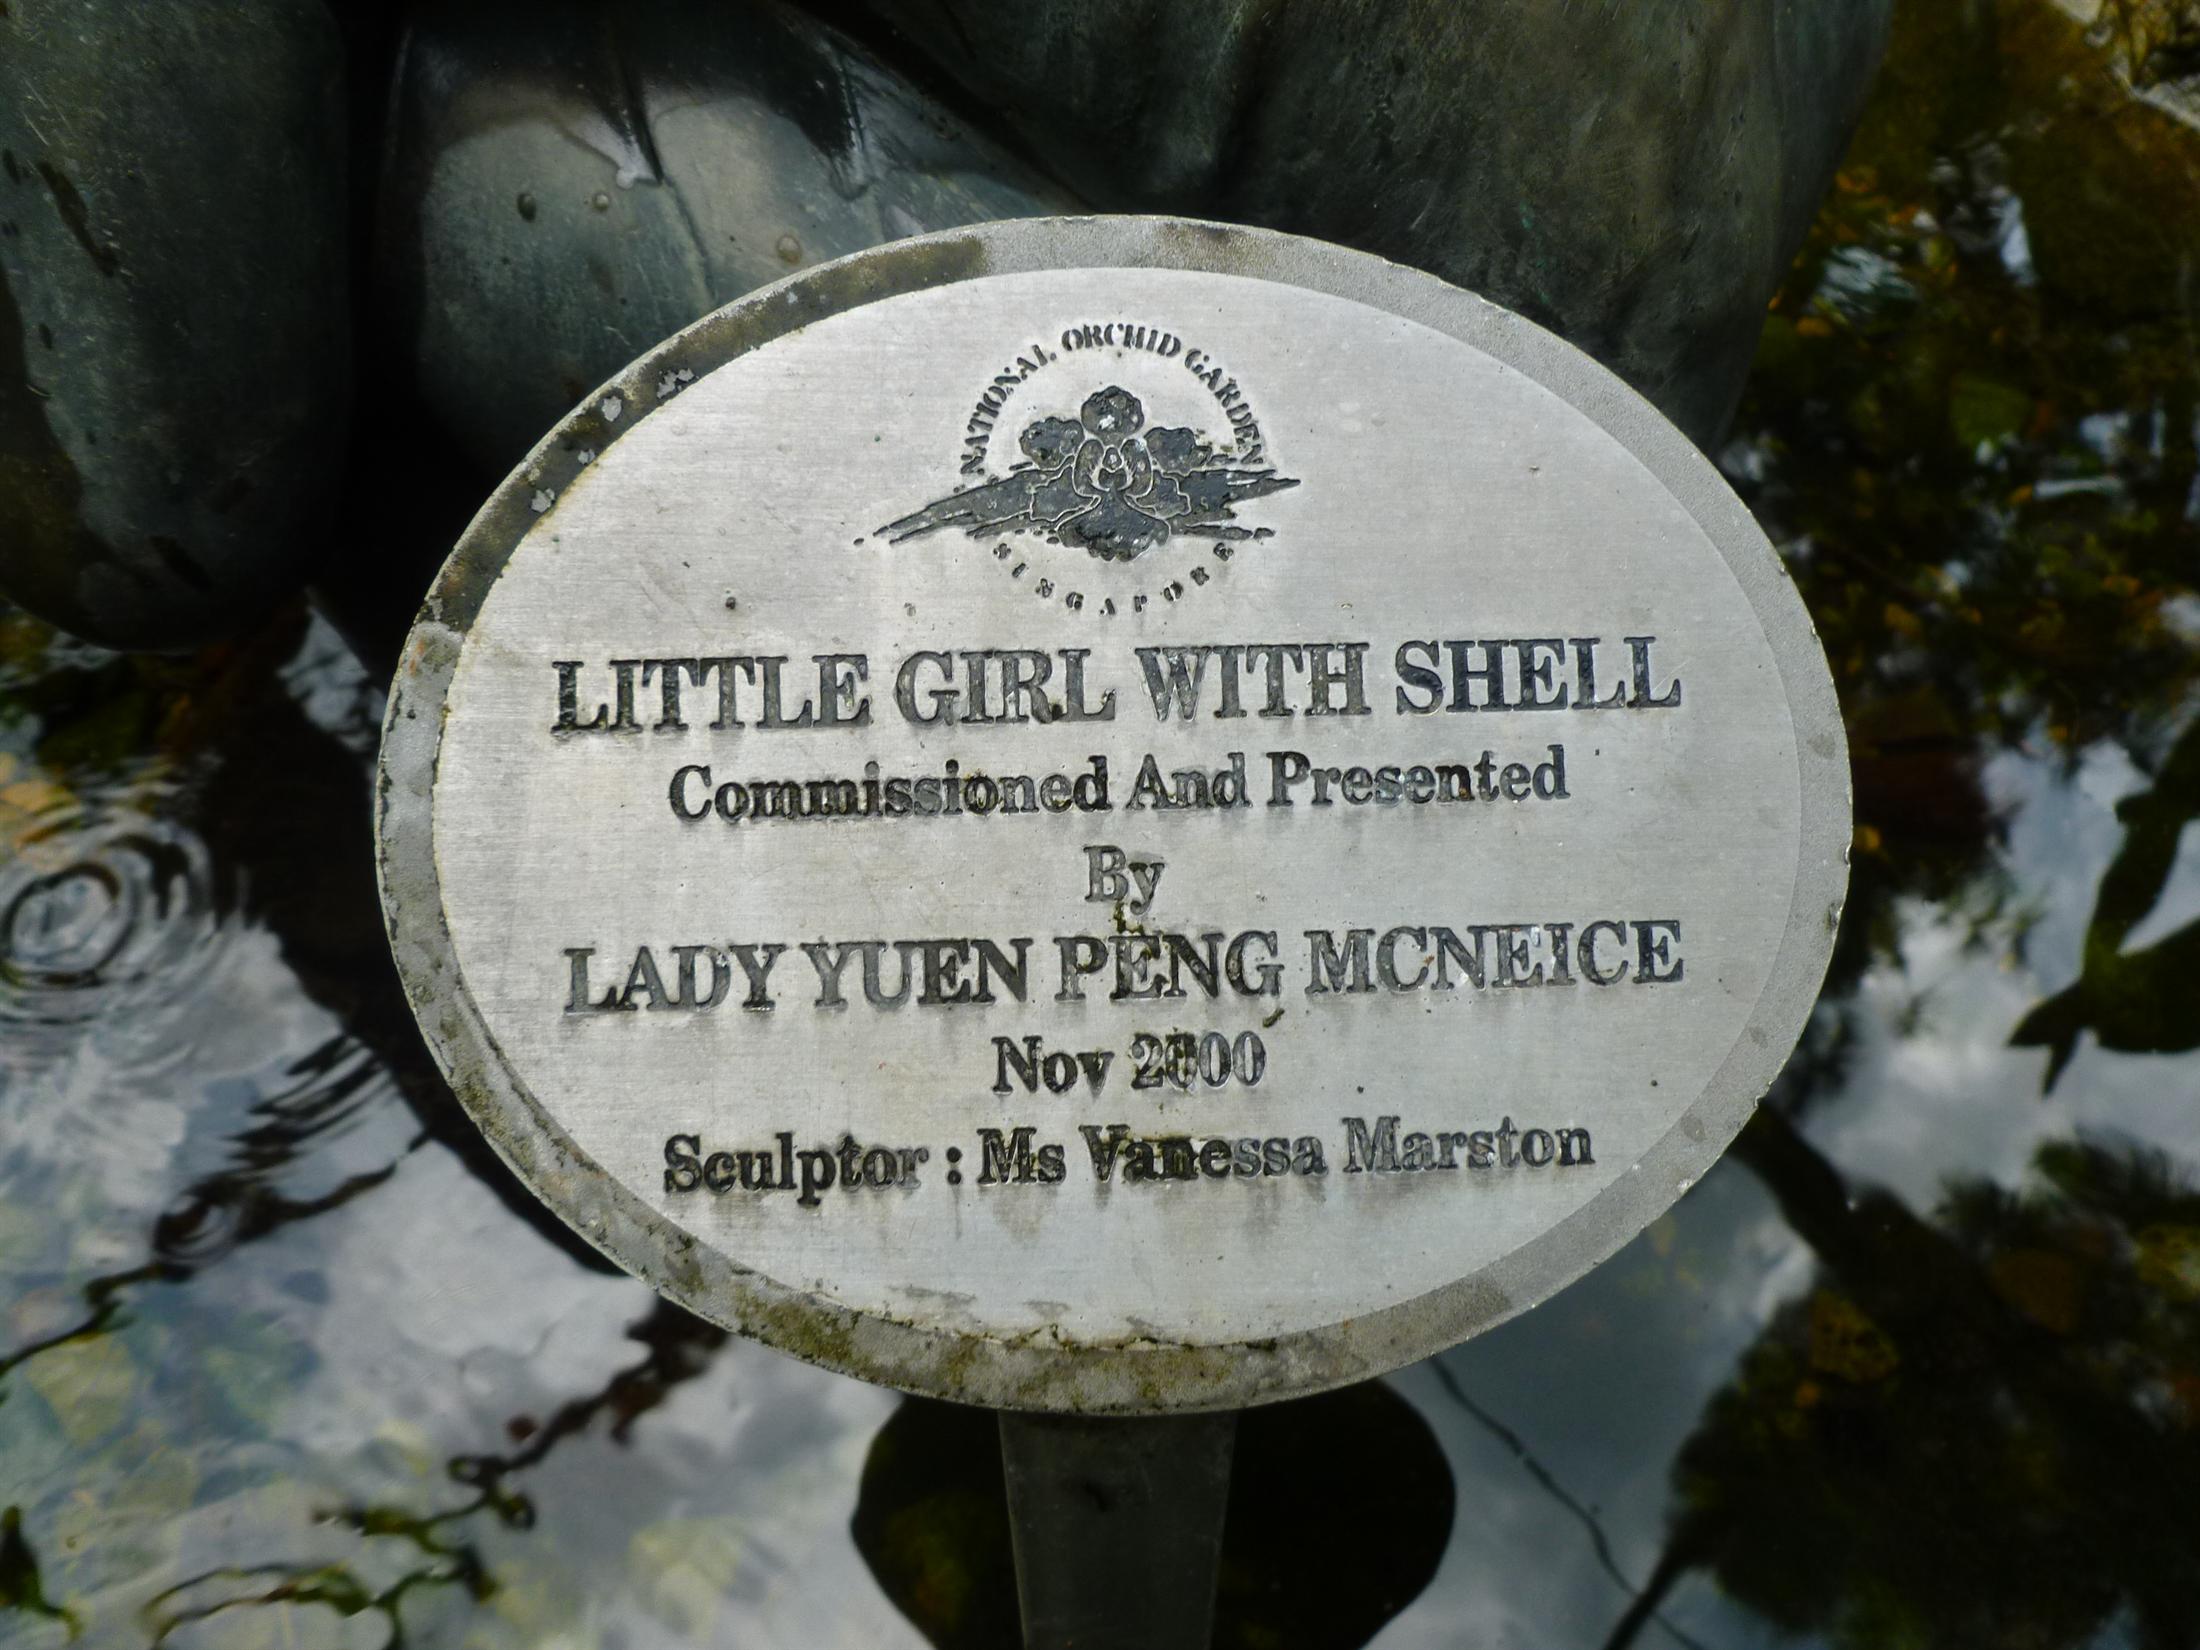 NATIONAL ORCHID GARDEN
SINGAPORE
LITTLE GIRL WITH SHELL
Commissioned And Presented
By
LADY YUEN PENG MCNEICE
Nov 2000
Sculptor : Ms Vanessa Marston